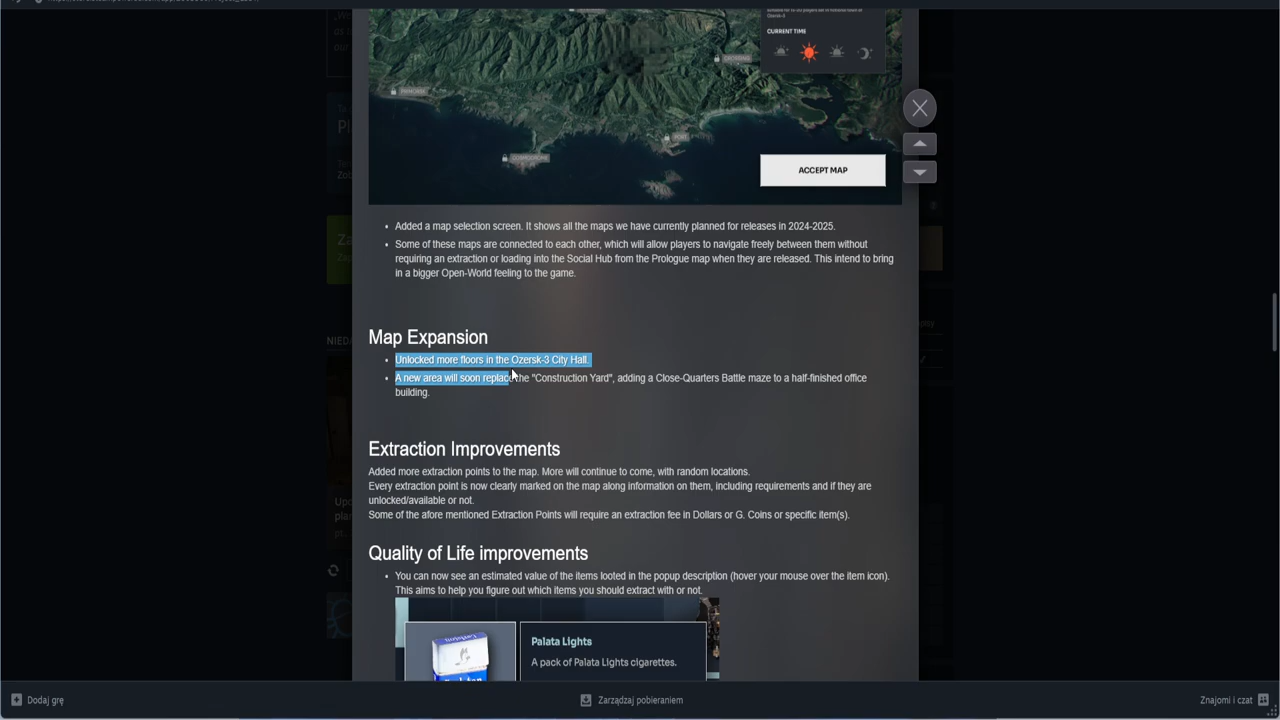 Ozersk-3
CURRENT TIME
PRIMORSK
PORT
COSMODROME
ACCEPT MAP
• Added a map selection screen. It shows all the maps we have currently planned for releases in 2024-2025.
• Some of these maps are connected to each other, which will allow players to navigate freely between them without
requiring an extraction or loading into the Social Hub from the Prologue map when they are released. This intend to bring
in a bigger Open-World feeling to the game.
Map Expansion
• Unlocked more floors in the Ozersk-3 City Hall.
• A new area will soon replace the "Construction Yard", adding a Close-Quarters Battle maze to a half-finished office
building.
Extraction Improvements
Added more extraction points to the map. More will continue to come, with random locations.
Every extraction point is now clearly marked on the map along information on them, including requirements and if they are
unlocked/available or not.
Some of the afore mentioned Extraction Points will require an extraction fee in Dollars or G. Coins or specific item(s).
Quality of Life improvements
• You can now see an estimated value of the items looted in the popup description (hover your mouse over the item icon).
This aims to help you figure out which items you should extract with or not.
Palata Lights
A pack of Palata Lights cigarettes.
NIEDA
Dodaj grę
Zarządzaj pobieraniem
Znajomi i czat